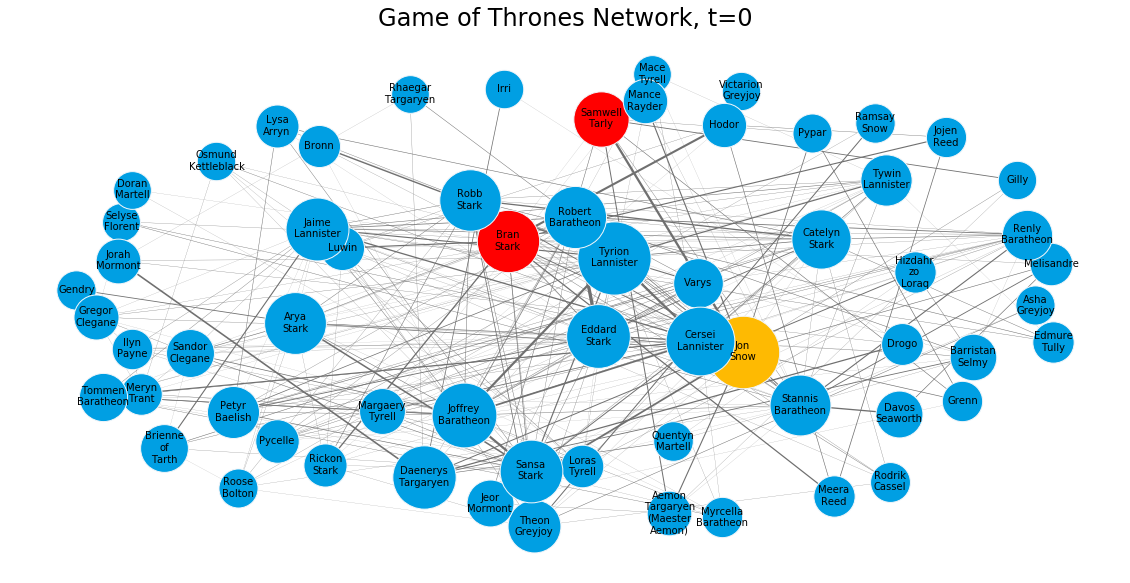 Game of Thrones Network, t=0
Mace
Tyrell
Rhaegar
Targaryen
Irri
Mance
Rayder
Victarion
Greyjoy
Samwell
Tarly
Lysa
Arryn
Hodor
Pypar
Ramsay
Snow
Jojen
Reed
Bronn
Osmund
Kettleblack
Tywin
Lannister
Gilly
Doran
Martell
Robb
Stark
Selyse
Florent
Jaime
Lannister
Luwin
Robert
Baratheon
Bran
Stark
Catelyn
Stark
Renly
Baratheon
Jorah
Mormont
Tyrion
Lannister
Melisandre
Hizdahr
zo
Loraq
Varys
Gendry
Gregor
Clegane
Asha
Greyjoy
Arya
Stark
Eddard
Stark
Cersei
Lannister
Jon
Snow
Drogo
Edmure
Tully
Ilyn
Payne
Sandor
Clegane
Barristan
Selmy
Tommen
Baratheon
Meryn
Trant
Petyr
Baelish
Margaery
Tyrell
Joffrey
Baratheon
Stannis
Baratheon
Davos
Seaworth
Grenn
Brienne
of
Tarth
Pycelle
Quentyn
Martell
Rickon
Stark
Daenerys
Targaryen
Sansa
Stark
Loras
Tyrell
Roose
Bolton
Rodrik
Cassel
Meera
Reed
Jeor
Mormont
Theon
Greyjoy
Aemon
Targaryen
(Maester
Aemon)
Myrcella
Baratheon